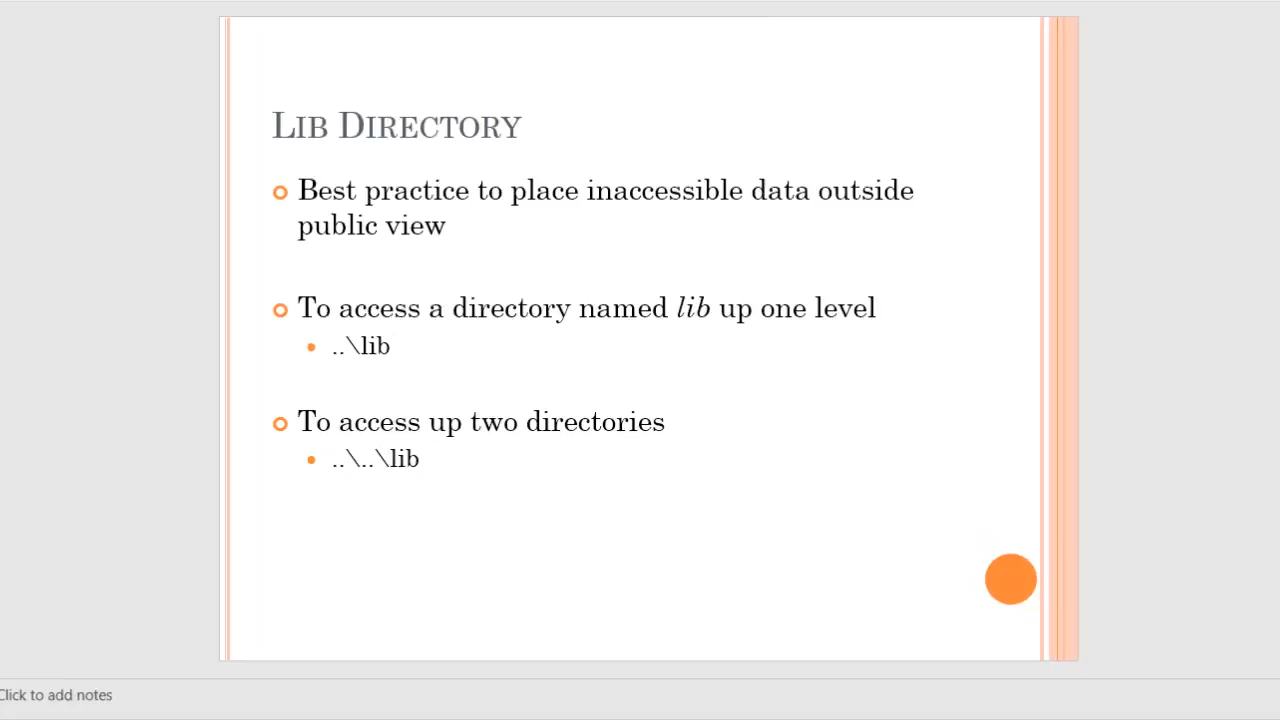 LIB DIRECTORY
Best practice to place inaccessible data outside
public view
To access a directory named lib up one level
..\lib
To access up two directories
..\..\lib
Click to add notes